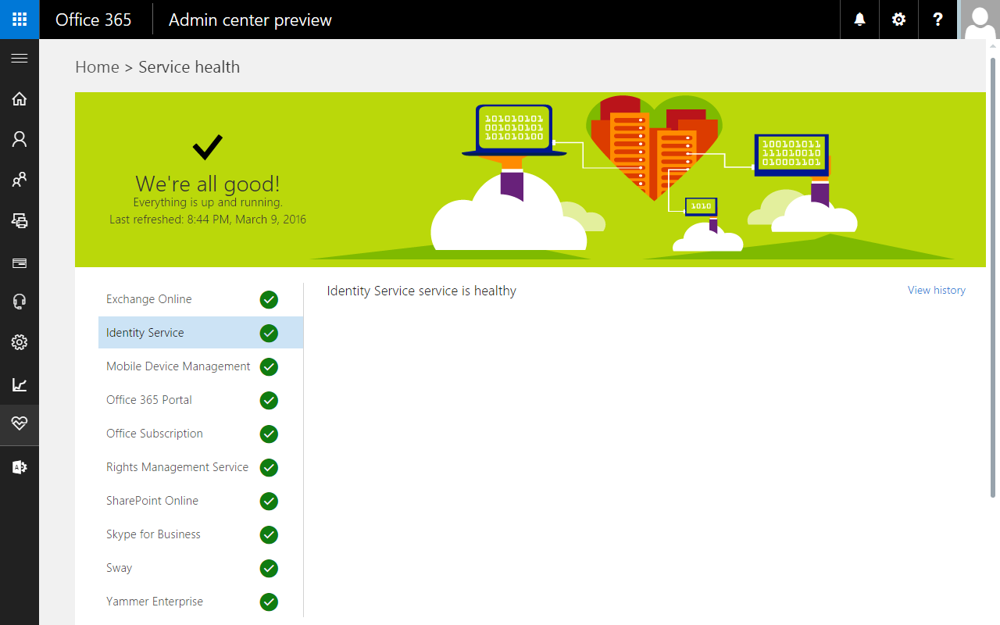 Office 365
Admin center preview
Home > Service health
We're all good!
Everything is up and running.
Last refreshed: 8:44 PM, March 9, 2016
101010101
001010101
101010100
100101011
111010010
010001101
1010
Exchange Online
Identity Service
Mobile Device Management
Office 365 Portal
Office Subscription
Rights Management Service
SharePoint Online
Skype for Business
Sway
Yammer Enterprise
Identity Service service is healthy
View history